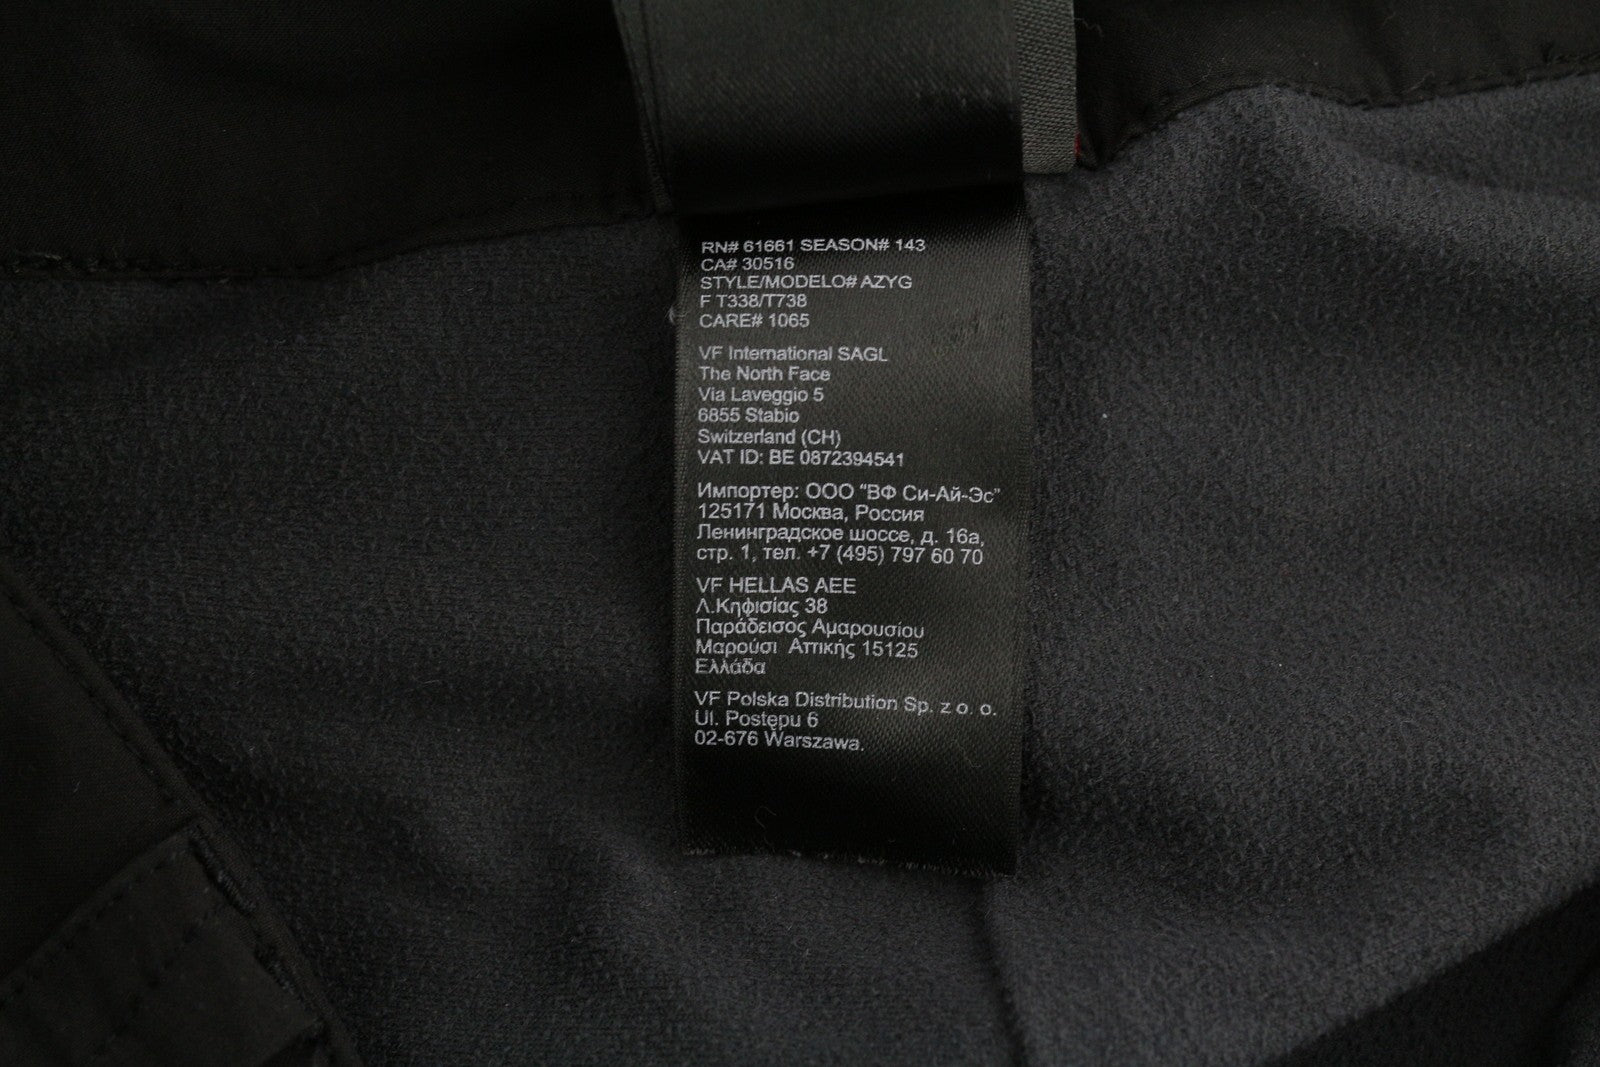 RN# 61661 SEASON# 143
CA# 30516
STYLE/MODELO# AZYG
F T338/T738
CARE# 1065
VF International SAGL
The North Face
Via Laveggio 5
6855 Stabio
Switzerland (CH)
VAT ID: BE 0872394541
Импортер: ООО "ВФ Си-Ай-Эс"
125171 Москва, Россия
Ленинградское шоссе, д. 16а,
стр. 1, тел. +7 (495) 797 60 70
VF HELLAS AEE
Λ.Κηφισίας 38
Παράδεισος Αμαρουσίου
Μαρούσι Αττικής 15125
Ελλάδα
VF Polska Distribution Sp. z o. o.
Ul. Postępu 6
02-676 Warszawa.